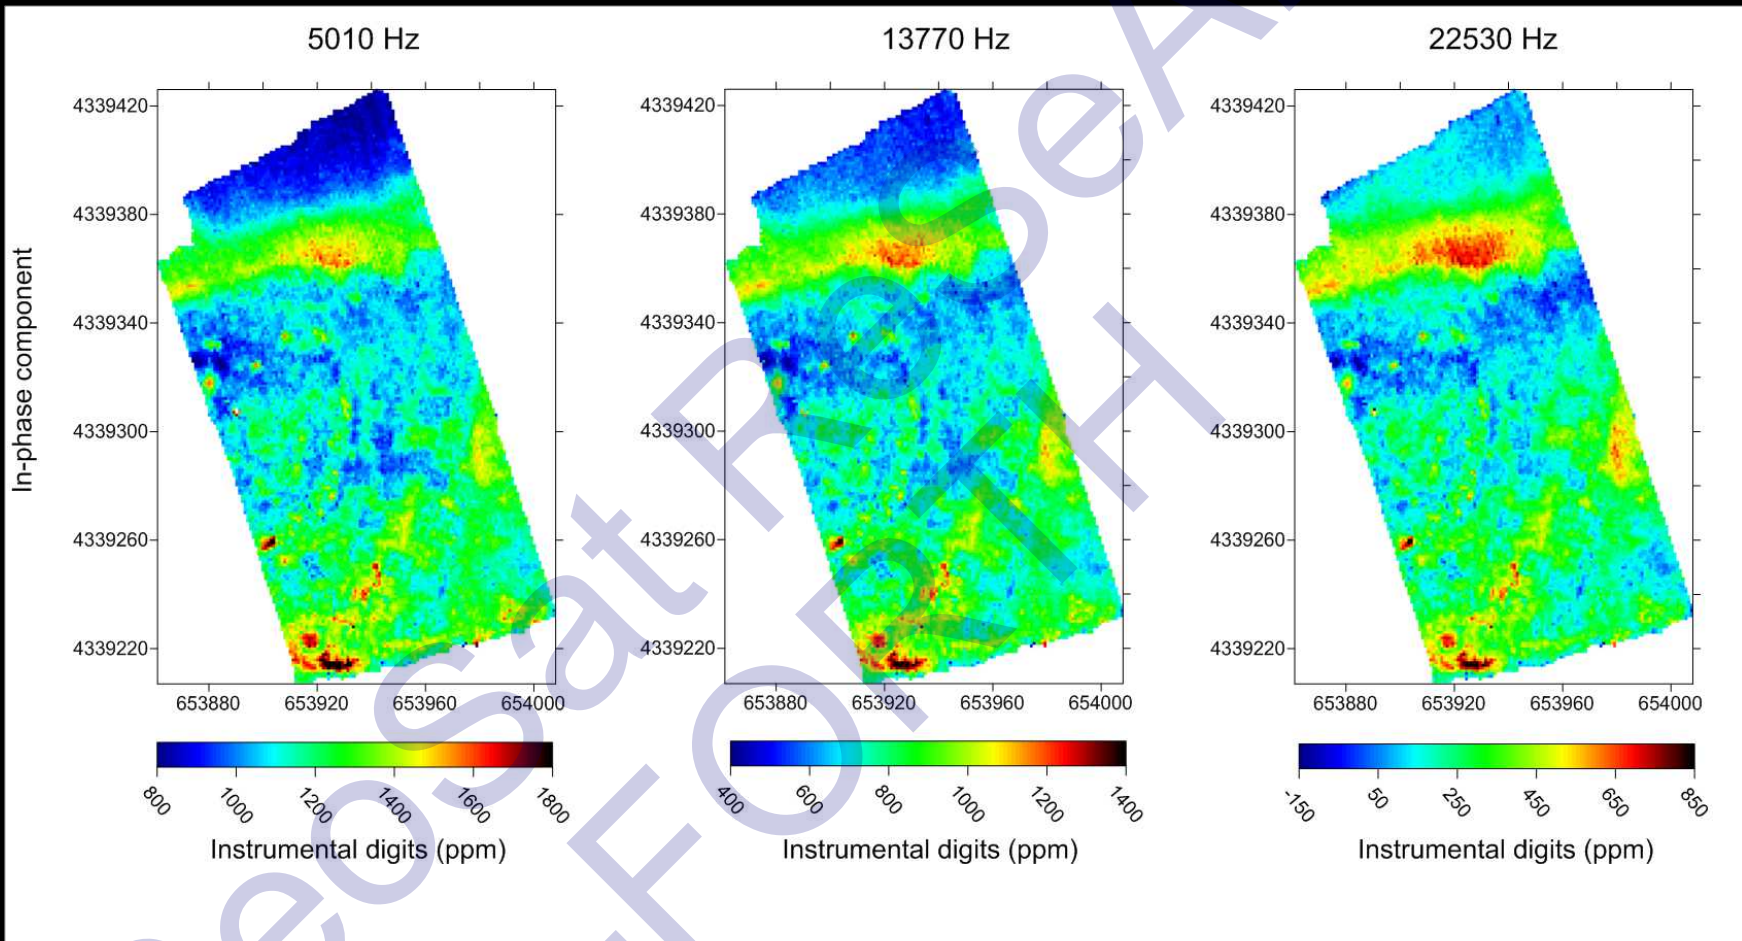 5010 Hz
13770 Hz
22530 Hz
In-phase component
4339420
4339380
4339340
4339300
4339260
4339220
653880 653920 653960 654000
4339420
4339380
4339340
4339300
4339260
4339220
653880 653920 653960 654000
4339420
4339380
4339340
4339300
4339260
4339220
653880 653920 653960 654000
800 1000 1200 1400 1600 1800
Instrumental digits (ppm)
400 600 800 1000 1200 1400
Instrumental digits (ppm)
-150 50 250 450 650 850
Instrumental digits (ppm)
eoSat ReSeA
FORTH